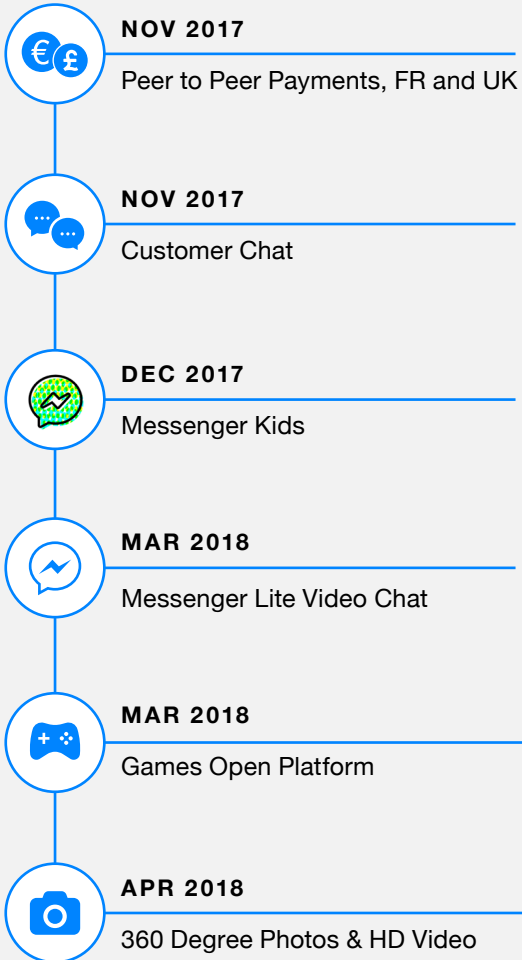 NOV 2017
Peer to Peer Payments, FR and UK
NOV 2017
Customer Chat
DEC 2017
Messenger Kids
MAR 2018
Messenger Lite Video Chat
MAR 2018
Games Open Platform
APR 2018
360 Degree Photos & HD Video